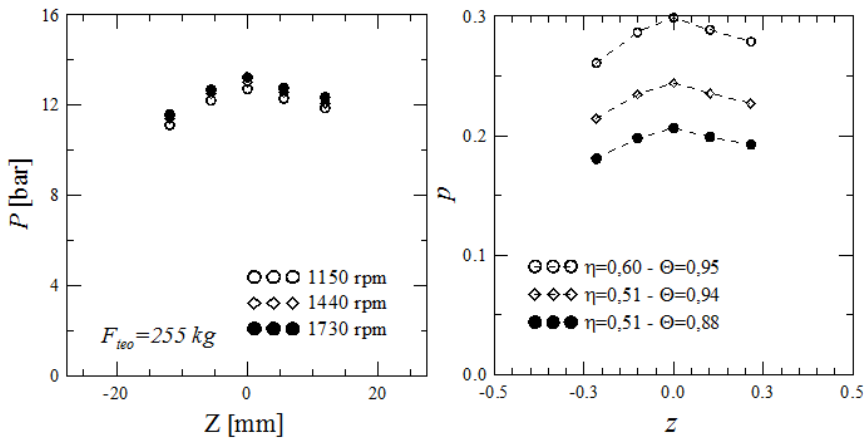 16
12
8
4
0
P [bar]
1150 rpm
1440 rpm
1730 rpm
F_teo=255 kg
-20 0 20
Z [mm]
0.3
0.2
0.1
0.0
p
η=0,60 - Θ=0,95
η=0,51 - Θ=0,94
η=0,51 - Θ=0,88
-0.5 -0.3 0.0 0.3 0.5
z